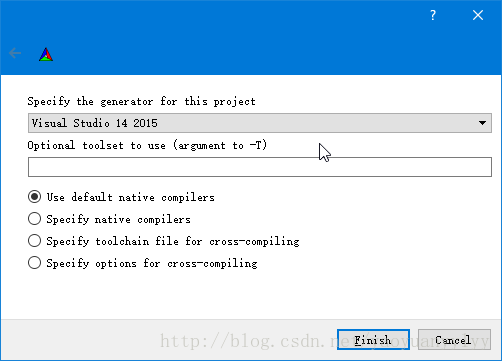 Specify the generator for this project
Visual Studio 14 2015
Optional toolset to use (argument to -T)
Use default native compilers
Specify native compilers
Specify toolchain file for cross-compiling
Specify options for cross-compiling
http://blog.csdn.net/
Finish
Cancel